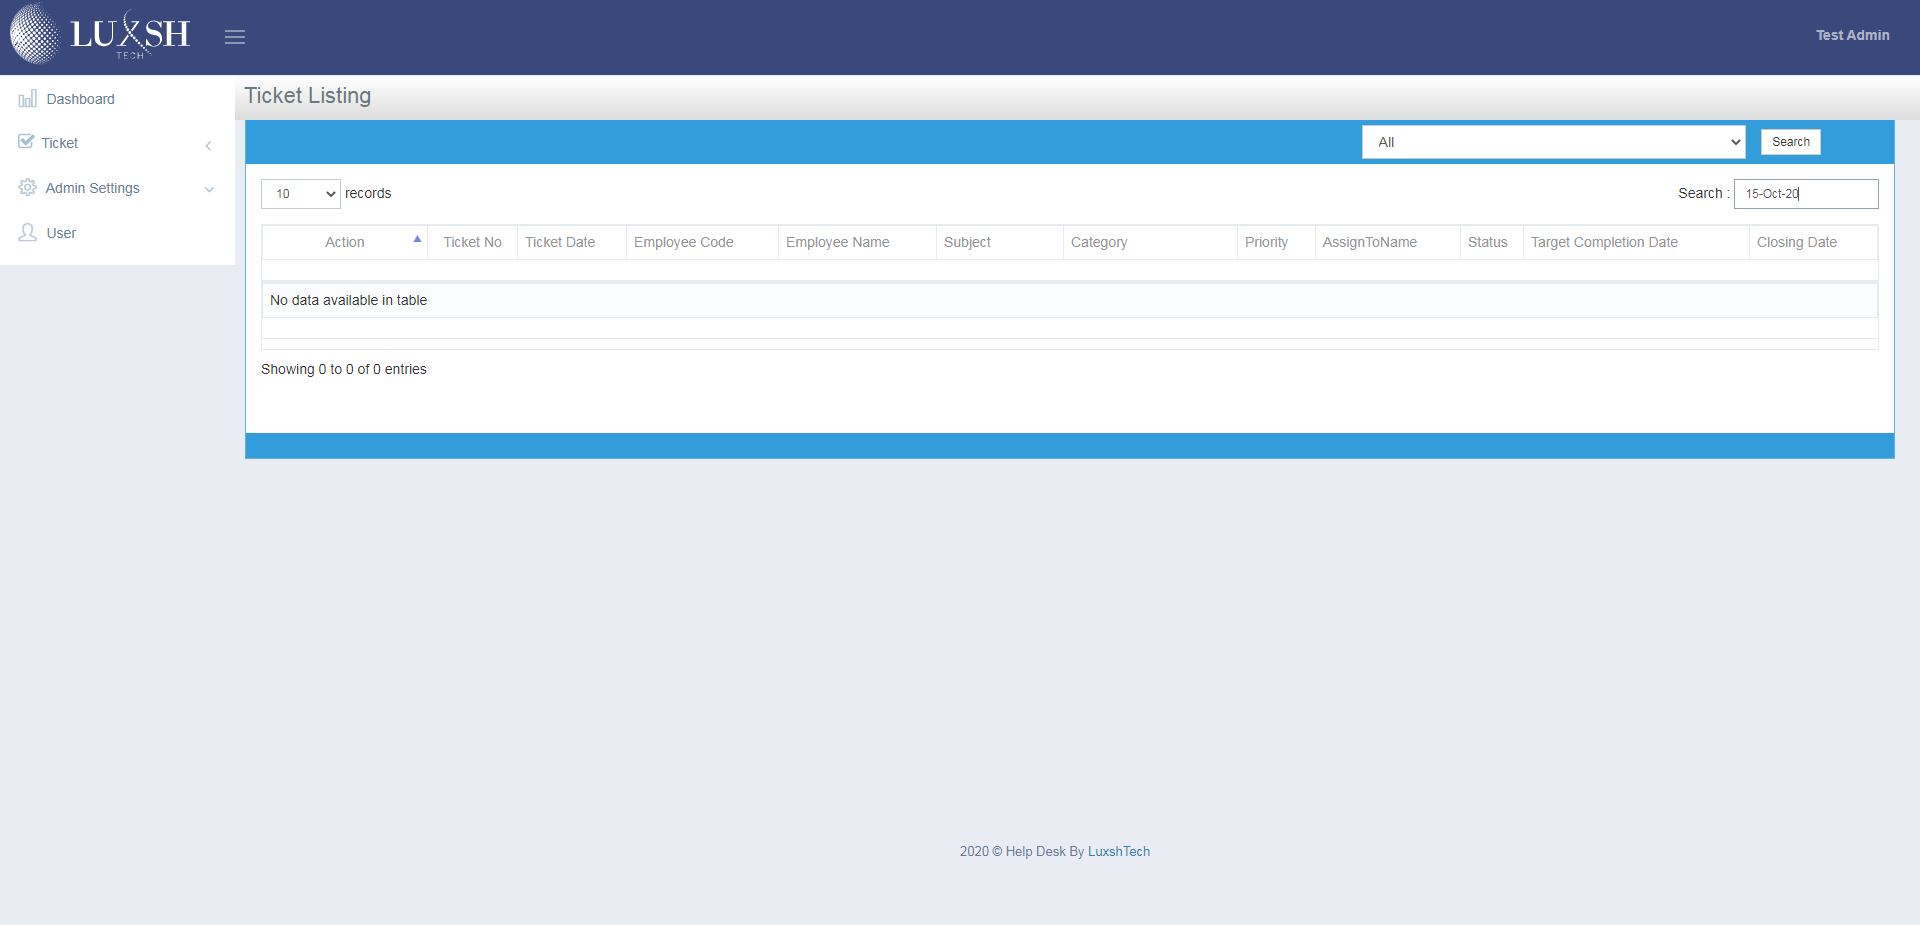 LUXSH
TECH
Test Admin
Dashboard
Ticket
Admin Settings
User
Ticket Listing
All
Search
10 records
Search : 15-Oct-20
Action Ticket No Ticket Date Employee Code Employee Name Subject Category Priority AssignToName Status Target Completion Date Closing Date
No data available in table
Showing 0 to 0 of 0 entries
2020 © Help Desk By LuxshTech